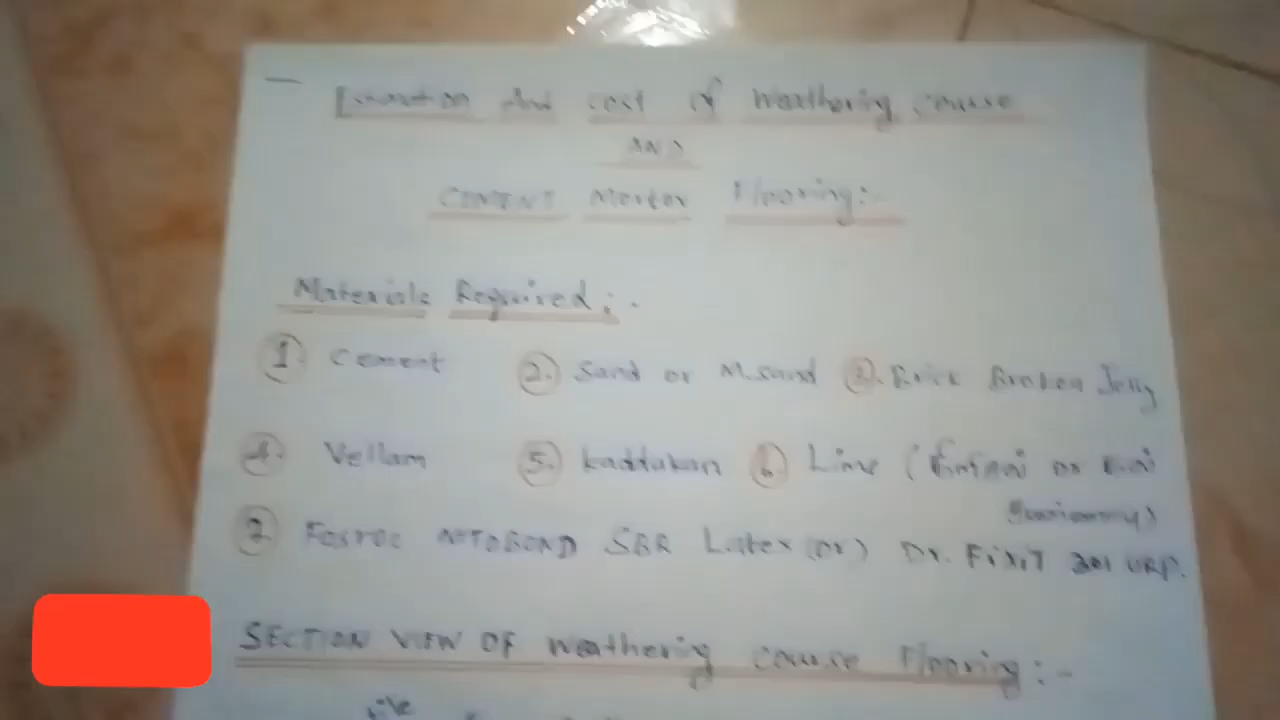 Estimation And cost of Weathering course
AND
CEMENT Mortar Flooring:-
Materials Required:-
1. Cement 2. Sand or M.sand 3. Brick Broken Jelly
4. Vellam 5. kaddukan 6. Lime (
7. Fosroc NITOBOND SBR Latex (or) Dr. Fixit 301 URP.
SECTION VIEW OF Weathering course Flooring:-